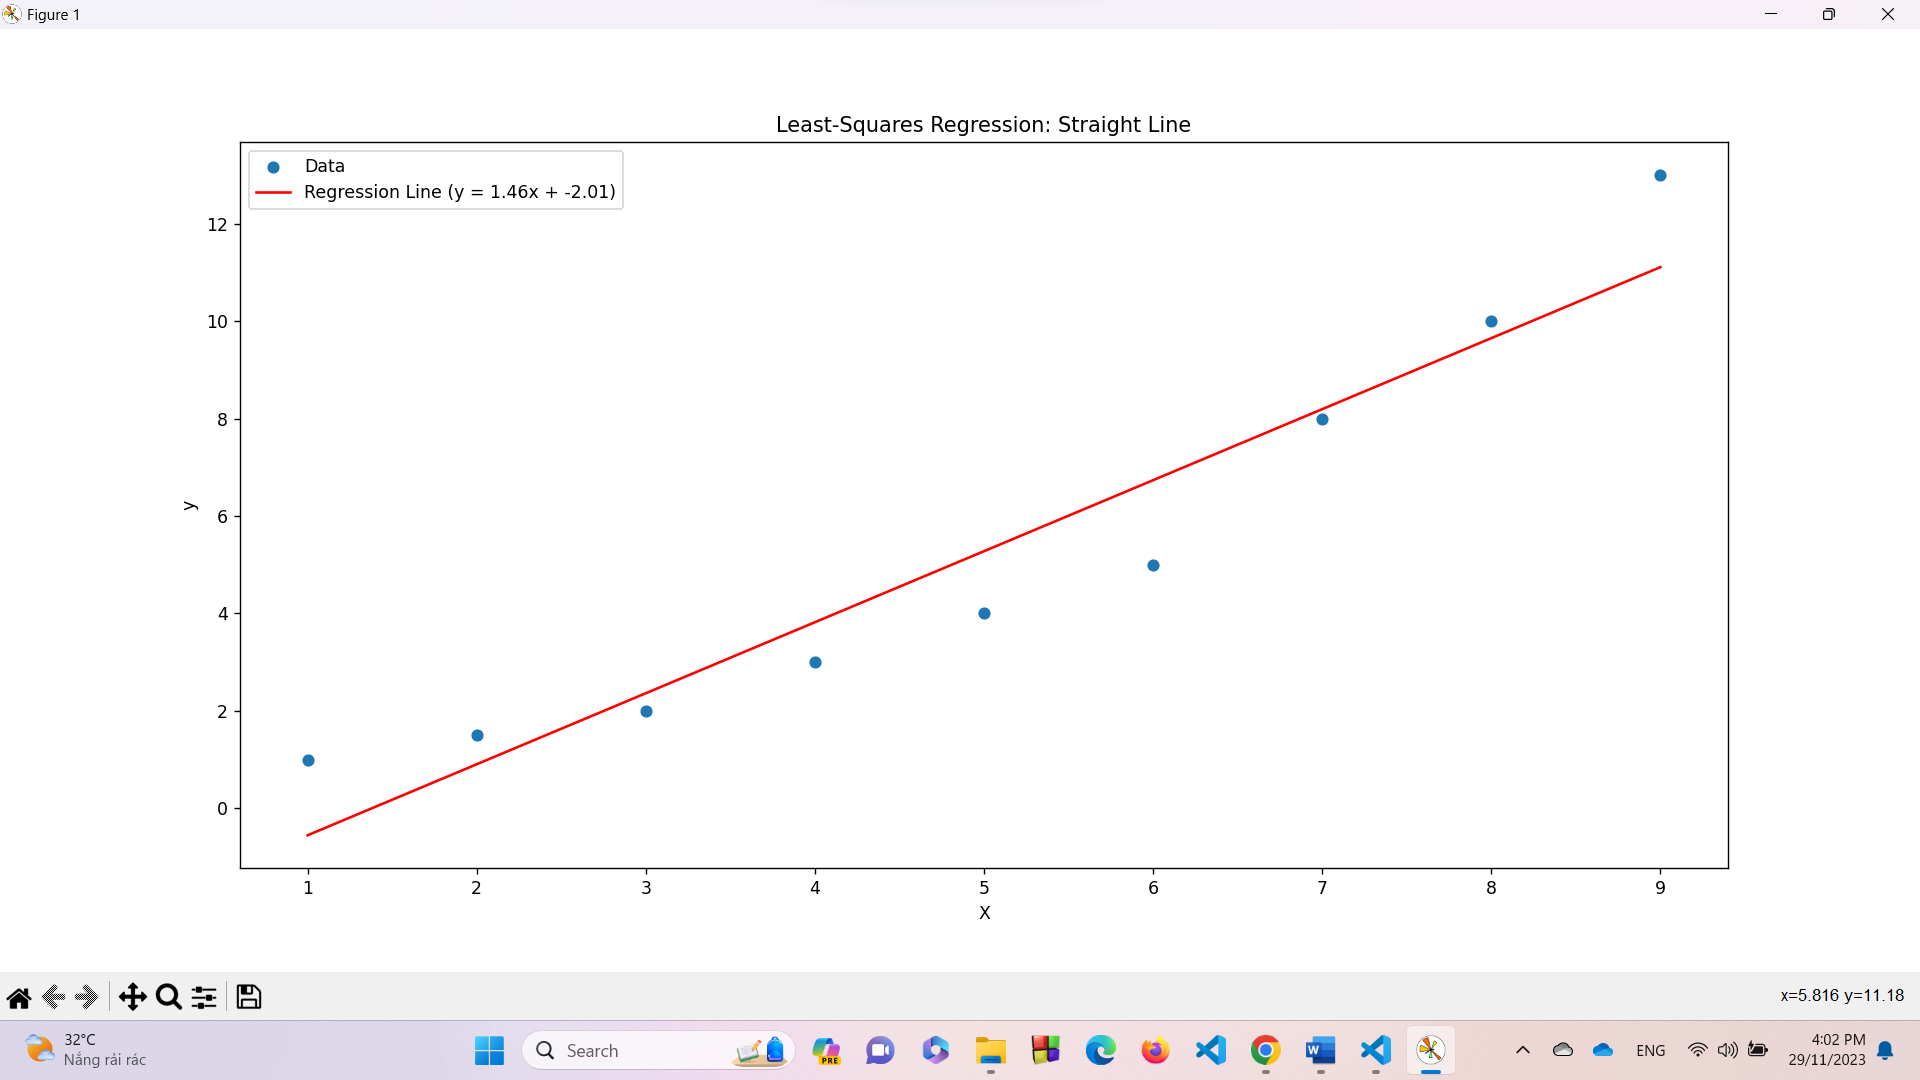 Figure 1
Least-Squares Regression: Straight Line
Data
Regression Line (y = 1.46x + -2.01)
12
10
8
6
4
2
0
y
1 2 3 4 5 6 7 8 9
X
x=5.816 y=11.18
32°C
Nắng rải rác
Search
PRE
W
ENG
4:02 PM
29/11/2023